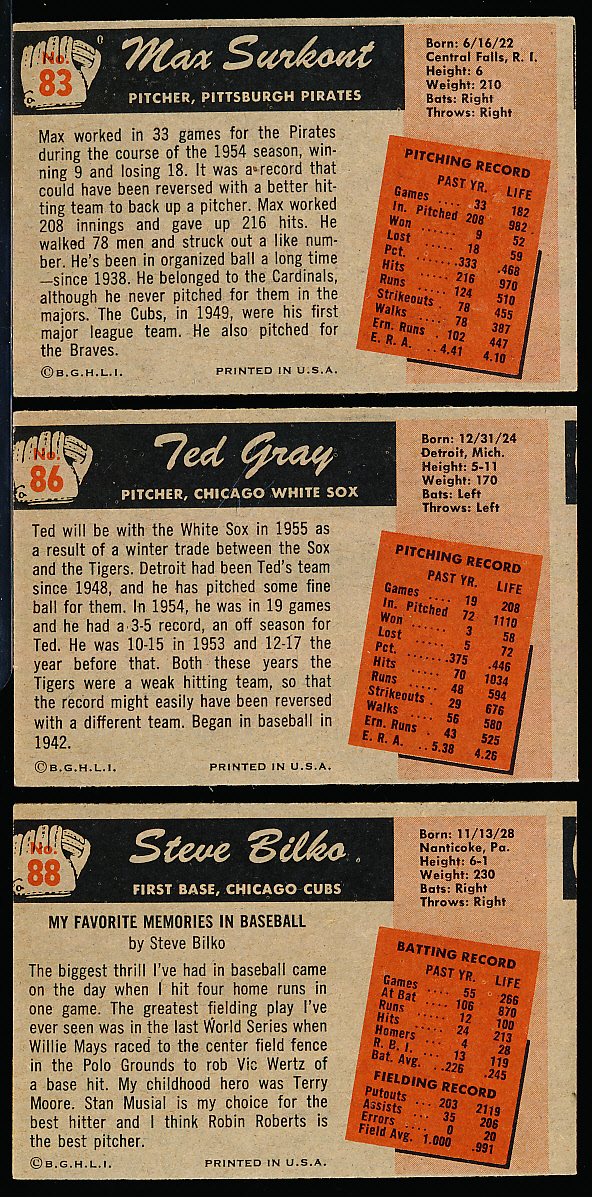 No.
83
Max Surkont
PITCHER, PITTSBURGH PIRATES
Born: 6/16/22
Central Falls, R. I.
Height: 6
Weight: 210
Bats: Right
Throws: Right
Max worked in 33 games for the Pirates
during the course of the 1954 season, win-
ning 9 and losing 18. It was a record that
could have been reversed with a better hit-
ting team to back up a pitcher. Max worked
208 innings and gave up 216 hits. He
walked 78 men and struck out a like num-
ber. He's been in organized ball a long time
—since 1938. He belonged to the Cardinals,
although he never pitched for them in the
majors. The Cubs, in 1949, were his first
major league team. He also pitched for
the Braves.
PITCHING RECORD
PAST YR. LIFE
Games .... 33 182
In. Pitched 208 982
Won ...... 9 52
Lost ..... 18 59
Pct. .......333 .468
Hits ..... 216 970
Runs ..... 124 510
Strikeouts . 78 455
Walks .... 78 387
Ern. Runs . 102 447
E. R. A. ..4.41 4.10
©B.G.H.L.I. PRINTED IN U.S.A.
No.
86
Ted Gray
PITCHER, CHICAGO WHITE SOX
Born: 12/31/24
Detroit, Mich.
Height: 5-11
Weight: 170
Bats: Left
Throws: Left
Ted will be with the White Sox in 1955 as
a result of a winter trade between the Sox
and the Tigers. Detroit had been Ted's team
since 1948, and he has pitched some fine
ball for them. In 1954, he was in 19 games
and he had a 3-5 record, an off season for
Ted. He was 10-15 in 1953 and 12-17 the
year before that. Both these years the
Tigers were a weak hitting team, so that
the record might easily have been reversed
with a different team. Began in baseball in
1942.
PITCHING RECORD
PAST YR. LIFE
Games .... 19 208
In. Pitched 72 1110
Won ...... 3 58
Lost ..... 5 72
Pct. .......375 .446
Hits ..... 70 1034
Runs ..... 48 594
Strikeouts . 29 676
Walks .... 56 580
Ern. Runs . 43 525
E. R. A. ..5.38 4.26
©B.G.H.L.I. PRINTED IN U.S.A.
No.
88
Steve Bilko
FIRST BASE, CHICAGO CUBS
Born: 11/13/28
Nanticoke, Pa.
Height: 6-1
Weight: 230
Bats: Right
Throws: Right
MY FAVORITE MEMORIES IN BASEBALL
by Steve Bilko
The biggest thrill I've had in baseball came
on the day when I hit four home runs in
one game. The greatest fielding play I've
ever seen was in the last World Series when
Willie Mays raced to the center field fence
in the Polo Grounds to rob Vic Wertz of
a base hit. My childhood hero was Terry
Moore. Stan Musial is my choice for the
best hitter and I think Robin Roberts is
the best pitcher.
BATTING RECORD
PAST YR. LIFE
Games .... 55 266
At Bat .... 106 870
Runs ..... 12 100
Hits ..... 24 213
Homers ... 4 28
R. B. I. .... 13 119
Bat. Avg. . .226 .245
FIELDING RECORD
Putouts ... 203 2119
Assists .... 35 206
Errors .... 0 20
Field Avg. 1.000 .991
©B.G.H.L.I. PRINTED IN U.S.A.